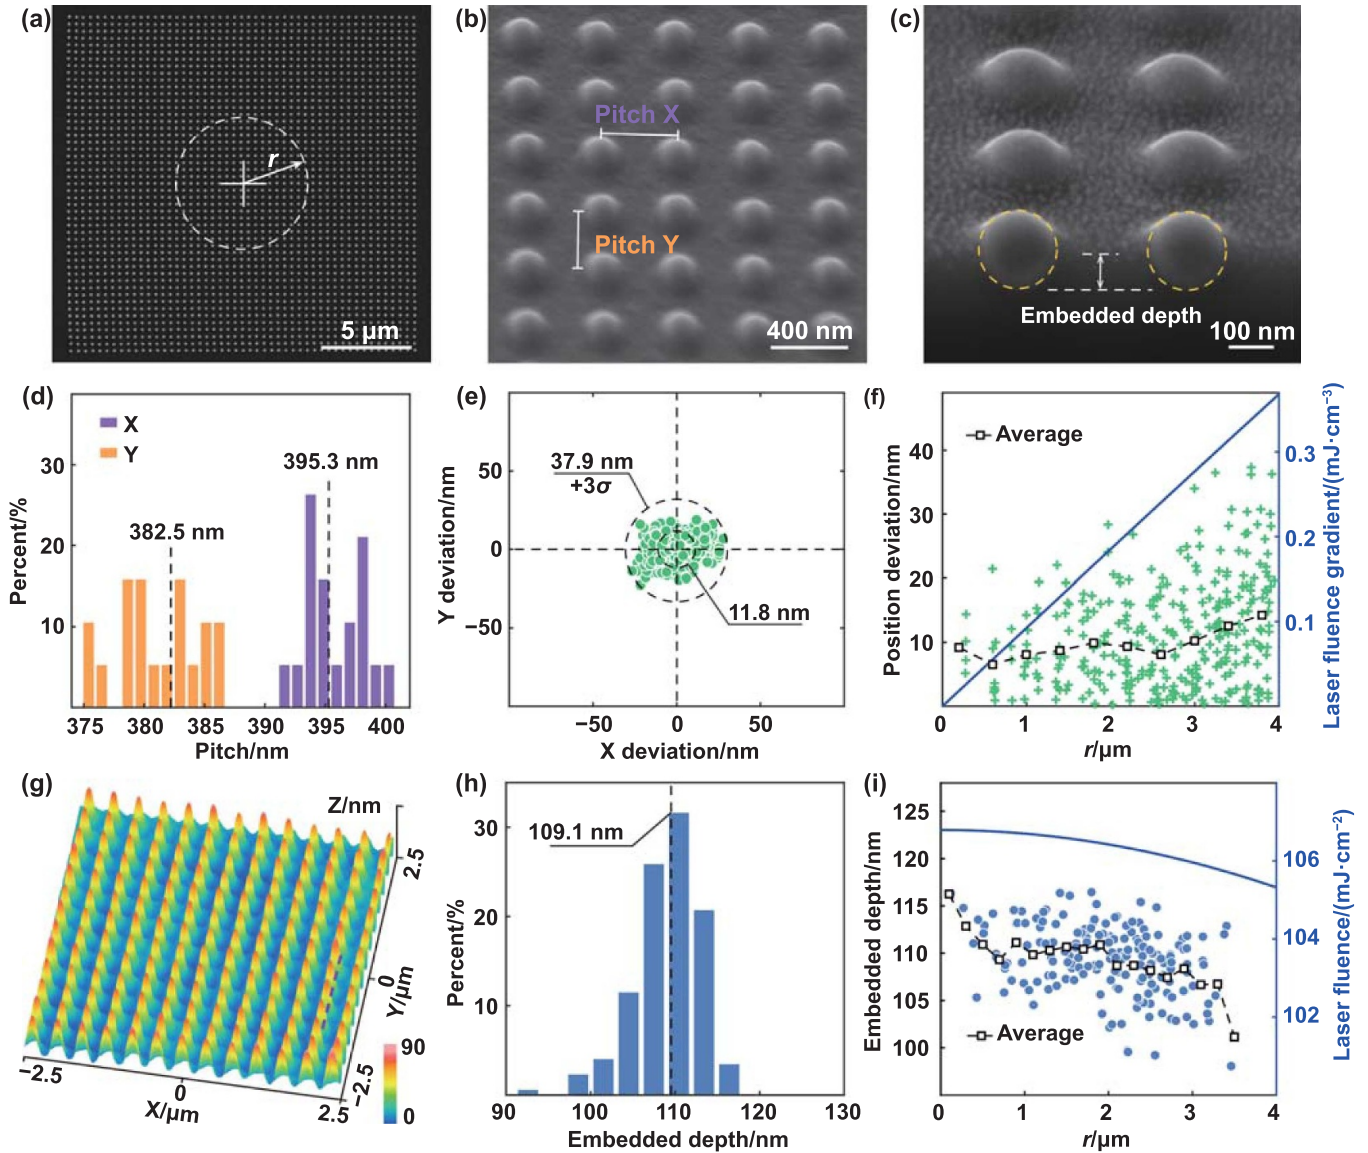 (a)
r
5 μm
(b)
Pitch X
Pitch Y
400 nm
(c)
Embedded depth
100 nm
(d)
X
Y
395.3 nm
382.5 nm
30
20
10
Percent/%
375
380
385
390
395
400
Pitch/nm
(e)
37.9 nm
+3σ
11.8 nm
50
0
−50
Y deviation/nm
−50
0
50
X deviation/nm
(f)
Average
40
30
20
10
Position deviation/nm
0.3
0.2
0.1
Laser fluence gradient/(mJ·cm⁻³)
0
1
2
3
4
r/μm
(g)
Z/nm
2.5
0
−2.5
Y/μm
−2.5
0
2.5
X/μm
90
0
(h)
109.1 nm
30
20
10
Percent/%
90
100
110
120
130
Embedded depth/nm
(i)
125
120
115
110
105
100
Embedded depth/nm
Average
106
104
102
Laser fluence/(mJ·cm⁻²)
0
1
2
3
4
r/μm